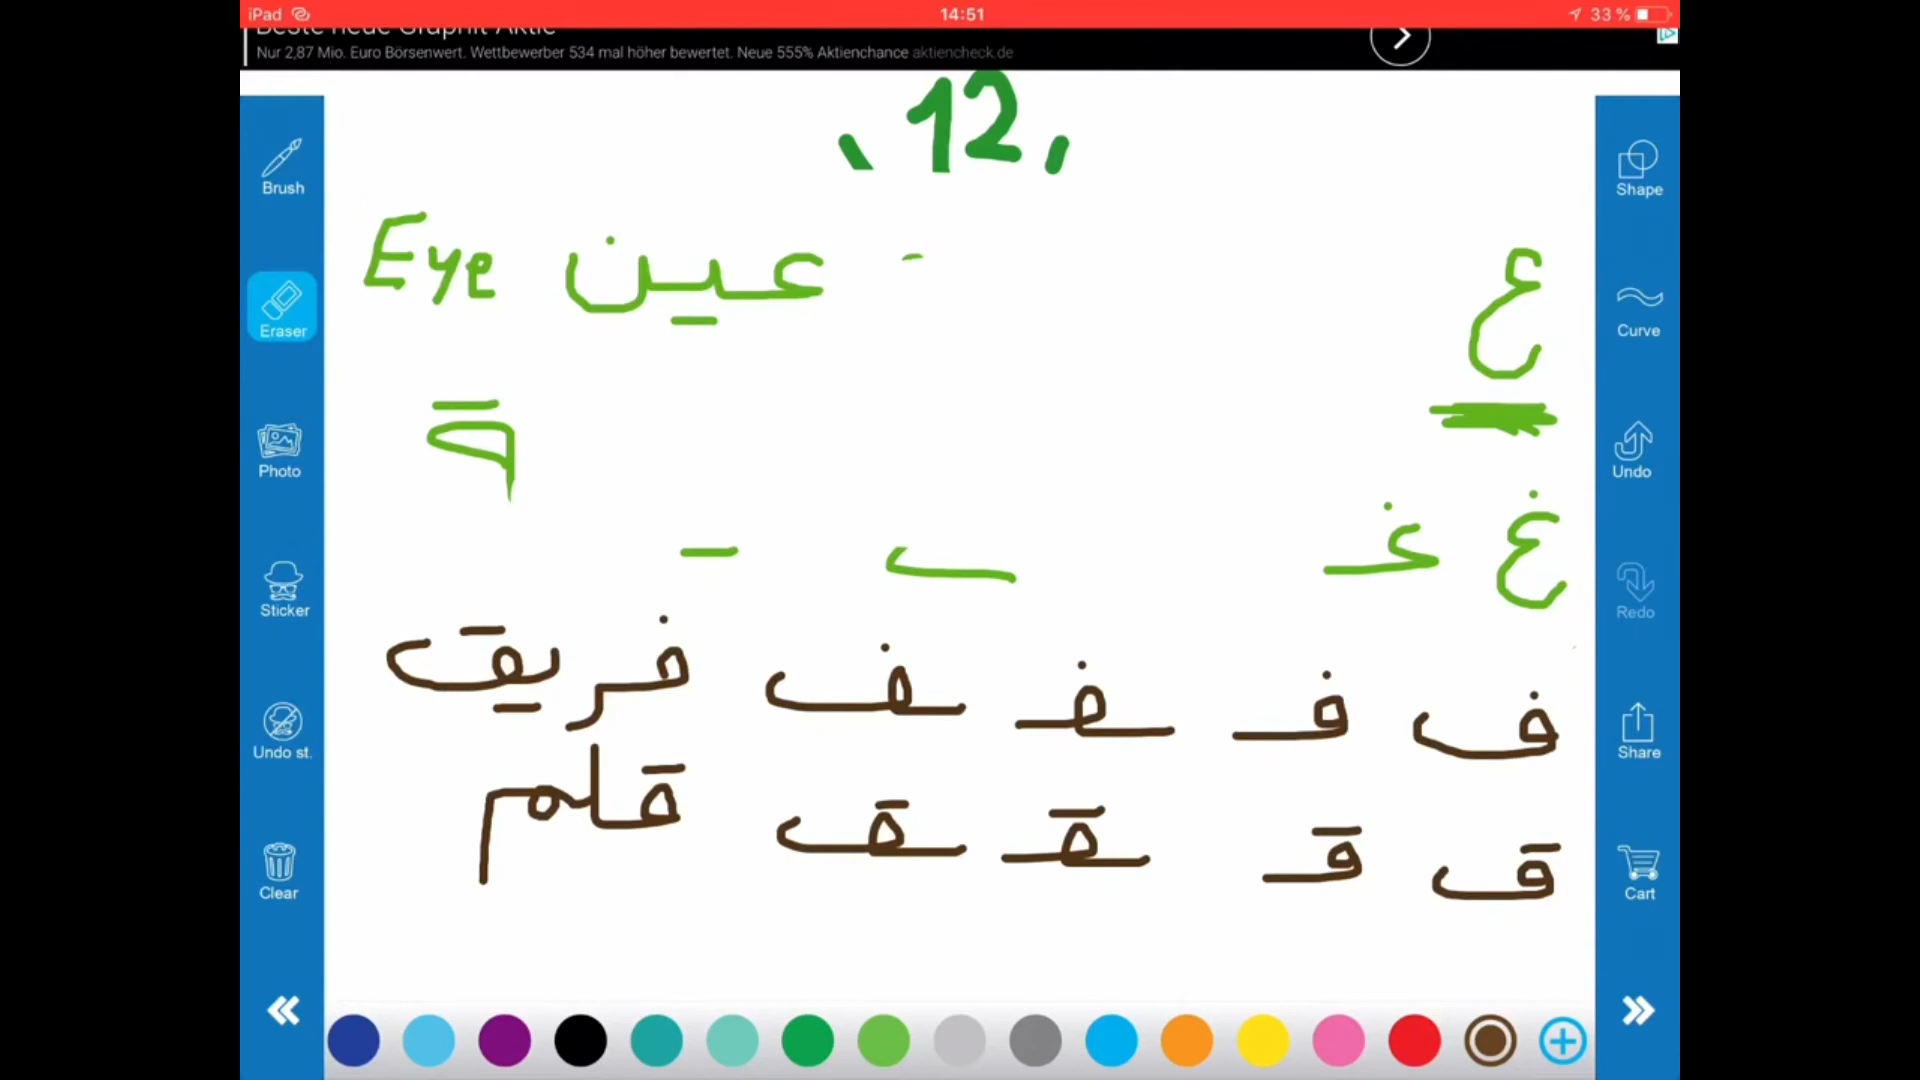 iPad 14:51 33 %
Nur 2,87 Mio. Euro Börsenwert. Wettbewerber 534 mal höher bewertet. Neue 555% Aktienchance aktiencheck.de
12
ع عين Eye
غ غـ
ف فـ ـفـ ـف فريق
ق قـ ـقـ ـق قلم
Brush
Eraser
Photo
Sticker
Undo st.
Clear
Shape
Curve
Undo
Redo
Share
Cart